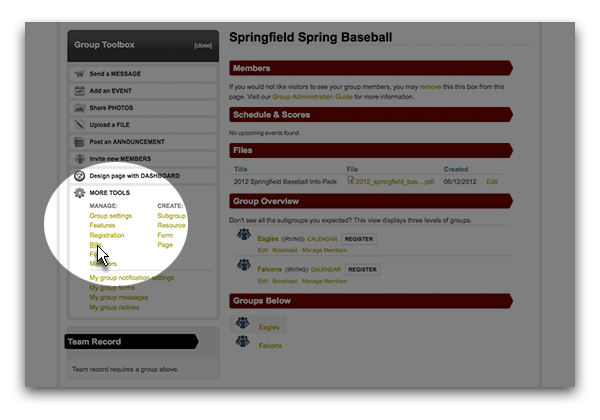 Group Toolbox [close]
Send a MESSAGE
Add an EVENT
Share PHOTOS
Upload a FILE
Post an ANNOUNCEMENT
Invite new MEMBERS
Design page with DASHBOARD
MORE TOOLS
MANAGE: CREATE:
Group settings Subgroup
Features Resource
Registration Form
Page
My group notification settings
My group forms
My group messages
My group notices
Team Record
Team record requires a group above.
Springfield Spring Baseball
Members
If you would not like visitors to see your group members, you may remove this this box from this
page. Visit our Group Administration Guide for more information.
Schedule & Scores
No upcoming events found.
Files
Title File Created
2012 Springfield Baseball Info Pack 2012_springfield_bas... .pdf 06/12/2012 Edit
Group Overview
Don't see all the subgroups you expected? This view displays three levels of groups.
Eagles (IRVING) CALENDAR REGISTER
Edit Broadcast Manage Members
Falcons (IRVING) CALENDAR REGISTER
Edit Broadcast Manage Members
Groups Below
Eagles
Falcons